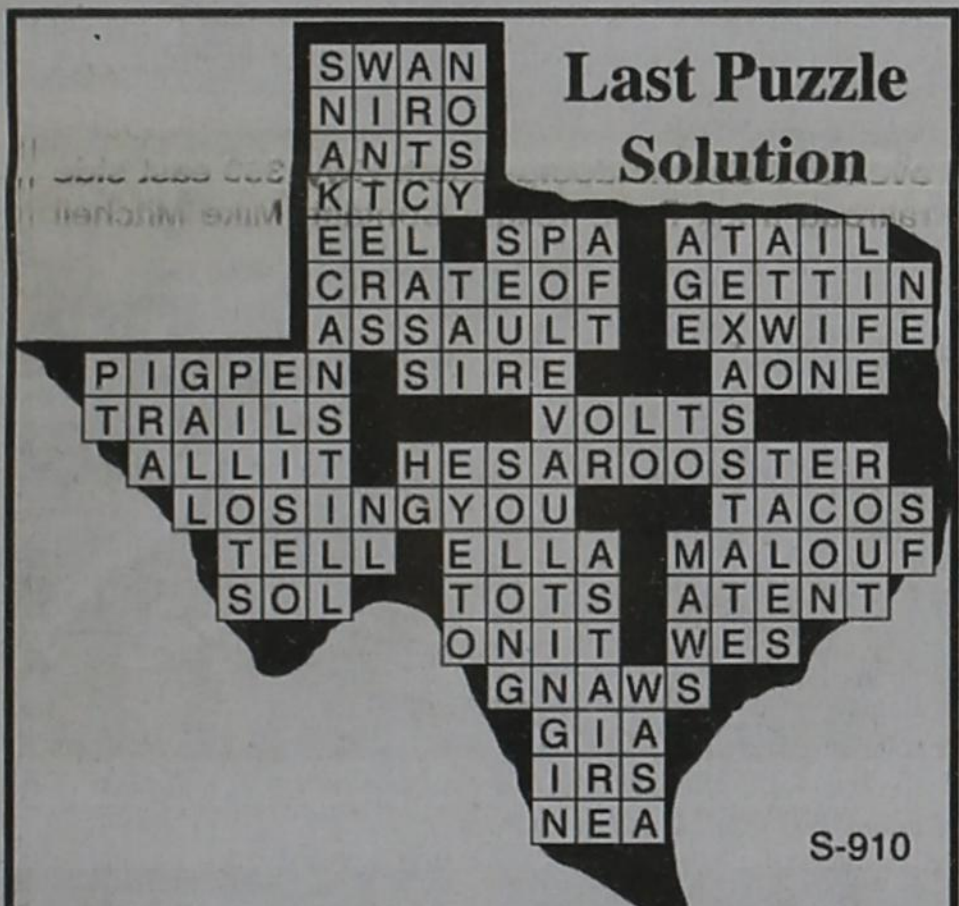 Last Puzzle
Solution
SWAN
NIRO
ANTS
KTCY
EEL SPA ATAIL
CRATEOF GETTIN
ASSAULT EXWIFE
PIGPEN SIRE AONE
TRAILS VOLTS
ALLIT HESAROOSTER
LOSINGYOU TACOS
TELL ELLA MALOUF
SOL TOTS ATENT
ONIT WES
GNAWS
GIA
IRS
NEA
S-910